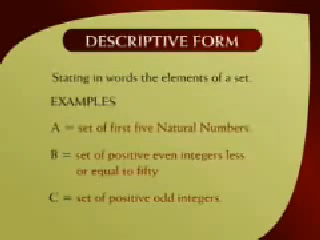 DESCRIPTIVE FORM
Stating in words the elements of a set.
EXAMPLES
A = set of first five Natural Numbers.
B = set of positive even integers less
or equal to fifty
C = set of positive odd integers.